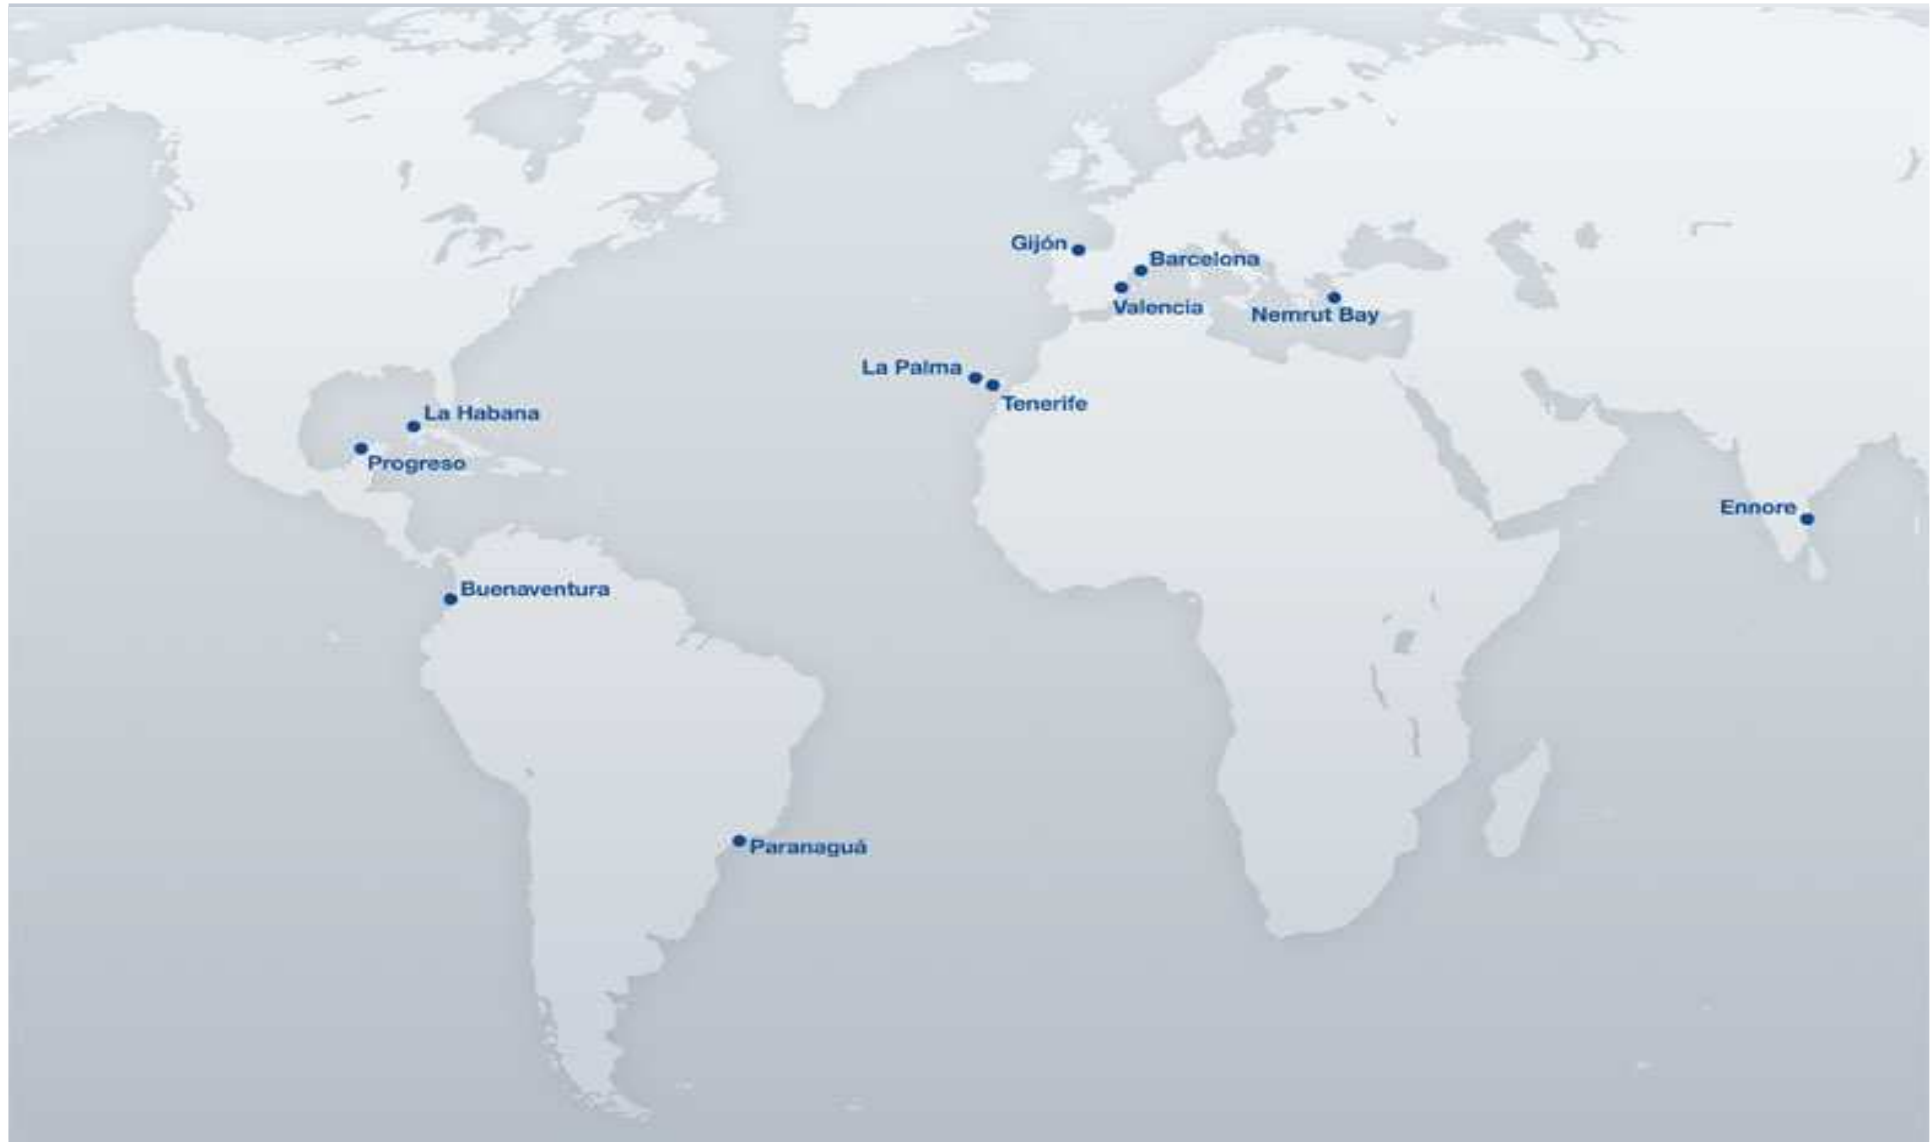 Gijón
Barcelona
Valencia
Nemrut Bay
La Palma
Tenerife
La Habana
Progreso
Ennore
Buenaventura
Paranaguá